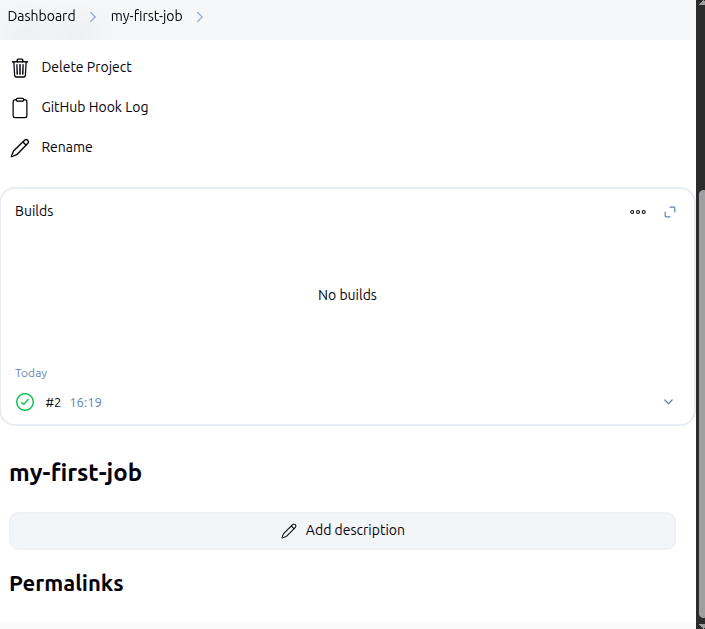 Dashboard my-first-job
Delete Project
GitHub Hook Log
Rename
Builds
No builds
Today
#2 16:19
my-first-job
Add description
Permalinks